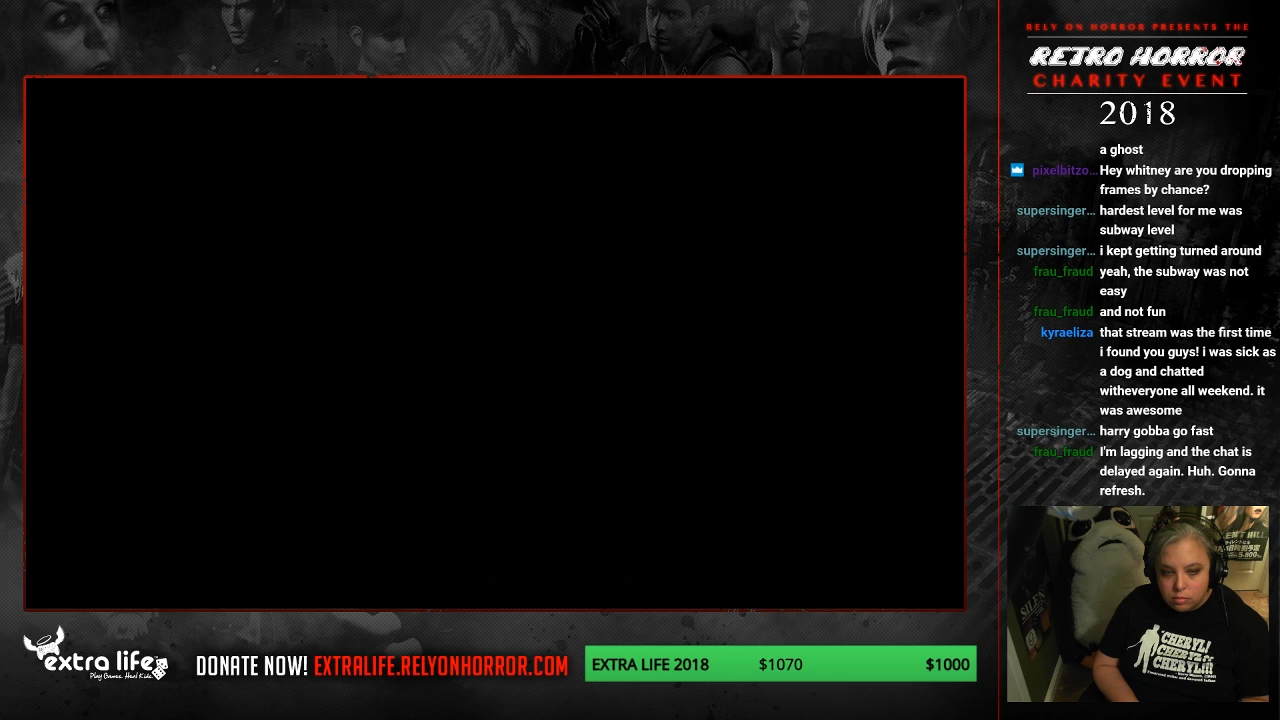 RELY ON HORROR PRESENTS THE
RETRO HORROR
CHARITY EVENT
2018
a ghost
pixelbitzo… Hey whitney are you dropping
frames by chance?
supersinger… hardest level for me was
subway level
supersinger… i kept getting turned around
frau_fraud yeah, the subway was not
easy
frau_fraud and not fun
kyraeliza that stream was the first time
i found you guys! i was sick as
a dog and chatted
witheveryone all weekend. it
was awesome
supersinger… harry gobba go fast
frau_fraud I'm lagging and the chat is
delayed again. Huh. Gonna
refresh.
CHERYL!
CHERYL!!!
extra life
Play Games. Heal Kids.
DONATE NOW! EXTRALIFE.RELYONHORROR.COM
EXTRA LIFE 2018 $1070 $1000